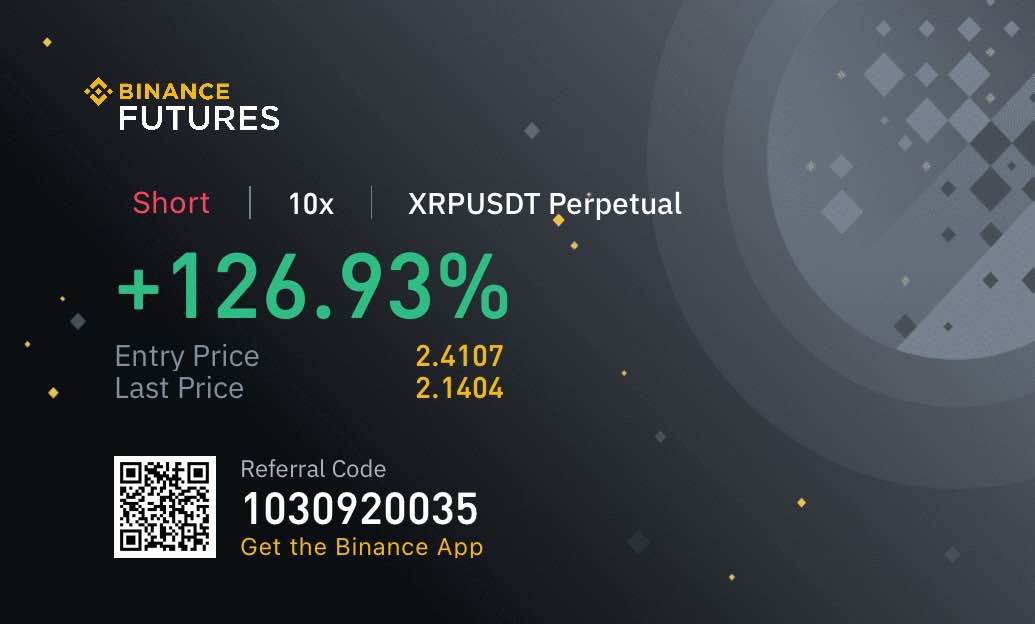 BINANCE
FUTURES
Short | 10x | XRPUSDT Perpetual
+126.93%
Entry Price 2.4107
Last Price 2.1404
Referral Code
1030920035
Get the Binance App